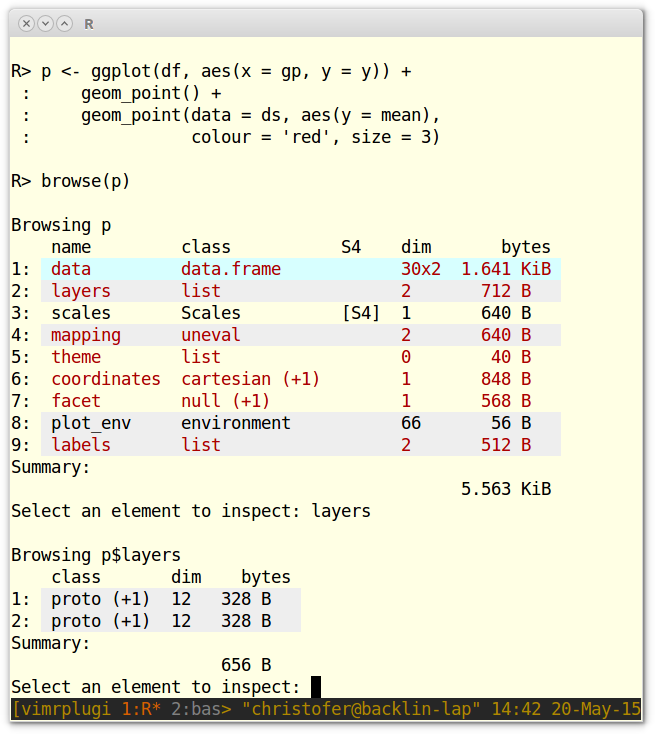 R
R> p <- ggplot(df, aes(x = gp, y = y)) +
 :     geom_point() +
 :     geom_point(data = ds, aes(y = mean),
 :                colour = 'red', size = 3)
R> browse(p)
Browsing p
    name         class           S4    dim       bytes
1:  data         data.frame            30x2  1.641 KiB
2:  layers       list                  2       712 B
3:  scales       Scales          [S4]  1       640 B
4:  mapping      uneval                2       640 B
5:  theme        list                  0        40 B
6:  coordinates  cartesian (+1)        1       848 B
7:  facet        null (+1)             1       568 B
8:  plot_env     environment           66       56 B
9:  labels       list                  2       512 B
Summary:
                                             5.563 KiB
Select an element to inspect: layers
Browsing p$layers
    class       dim    bytes
1:  proto (+1)  12   328 B
2:  proto (+1)  12   328 B
Summary:
                     656 B
Select an element to inspect:
[vimrplugi 1:R* 2:bas> "christofer@backlin-lap" 14:42 20-May-15